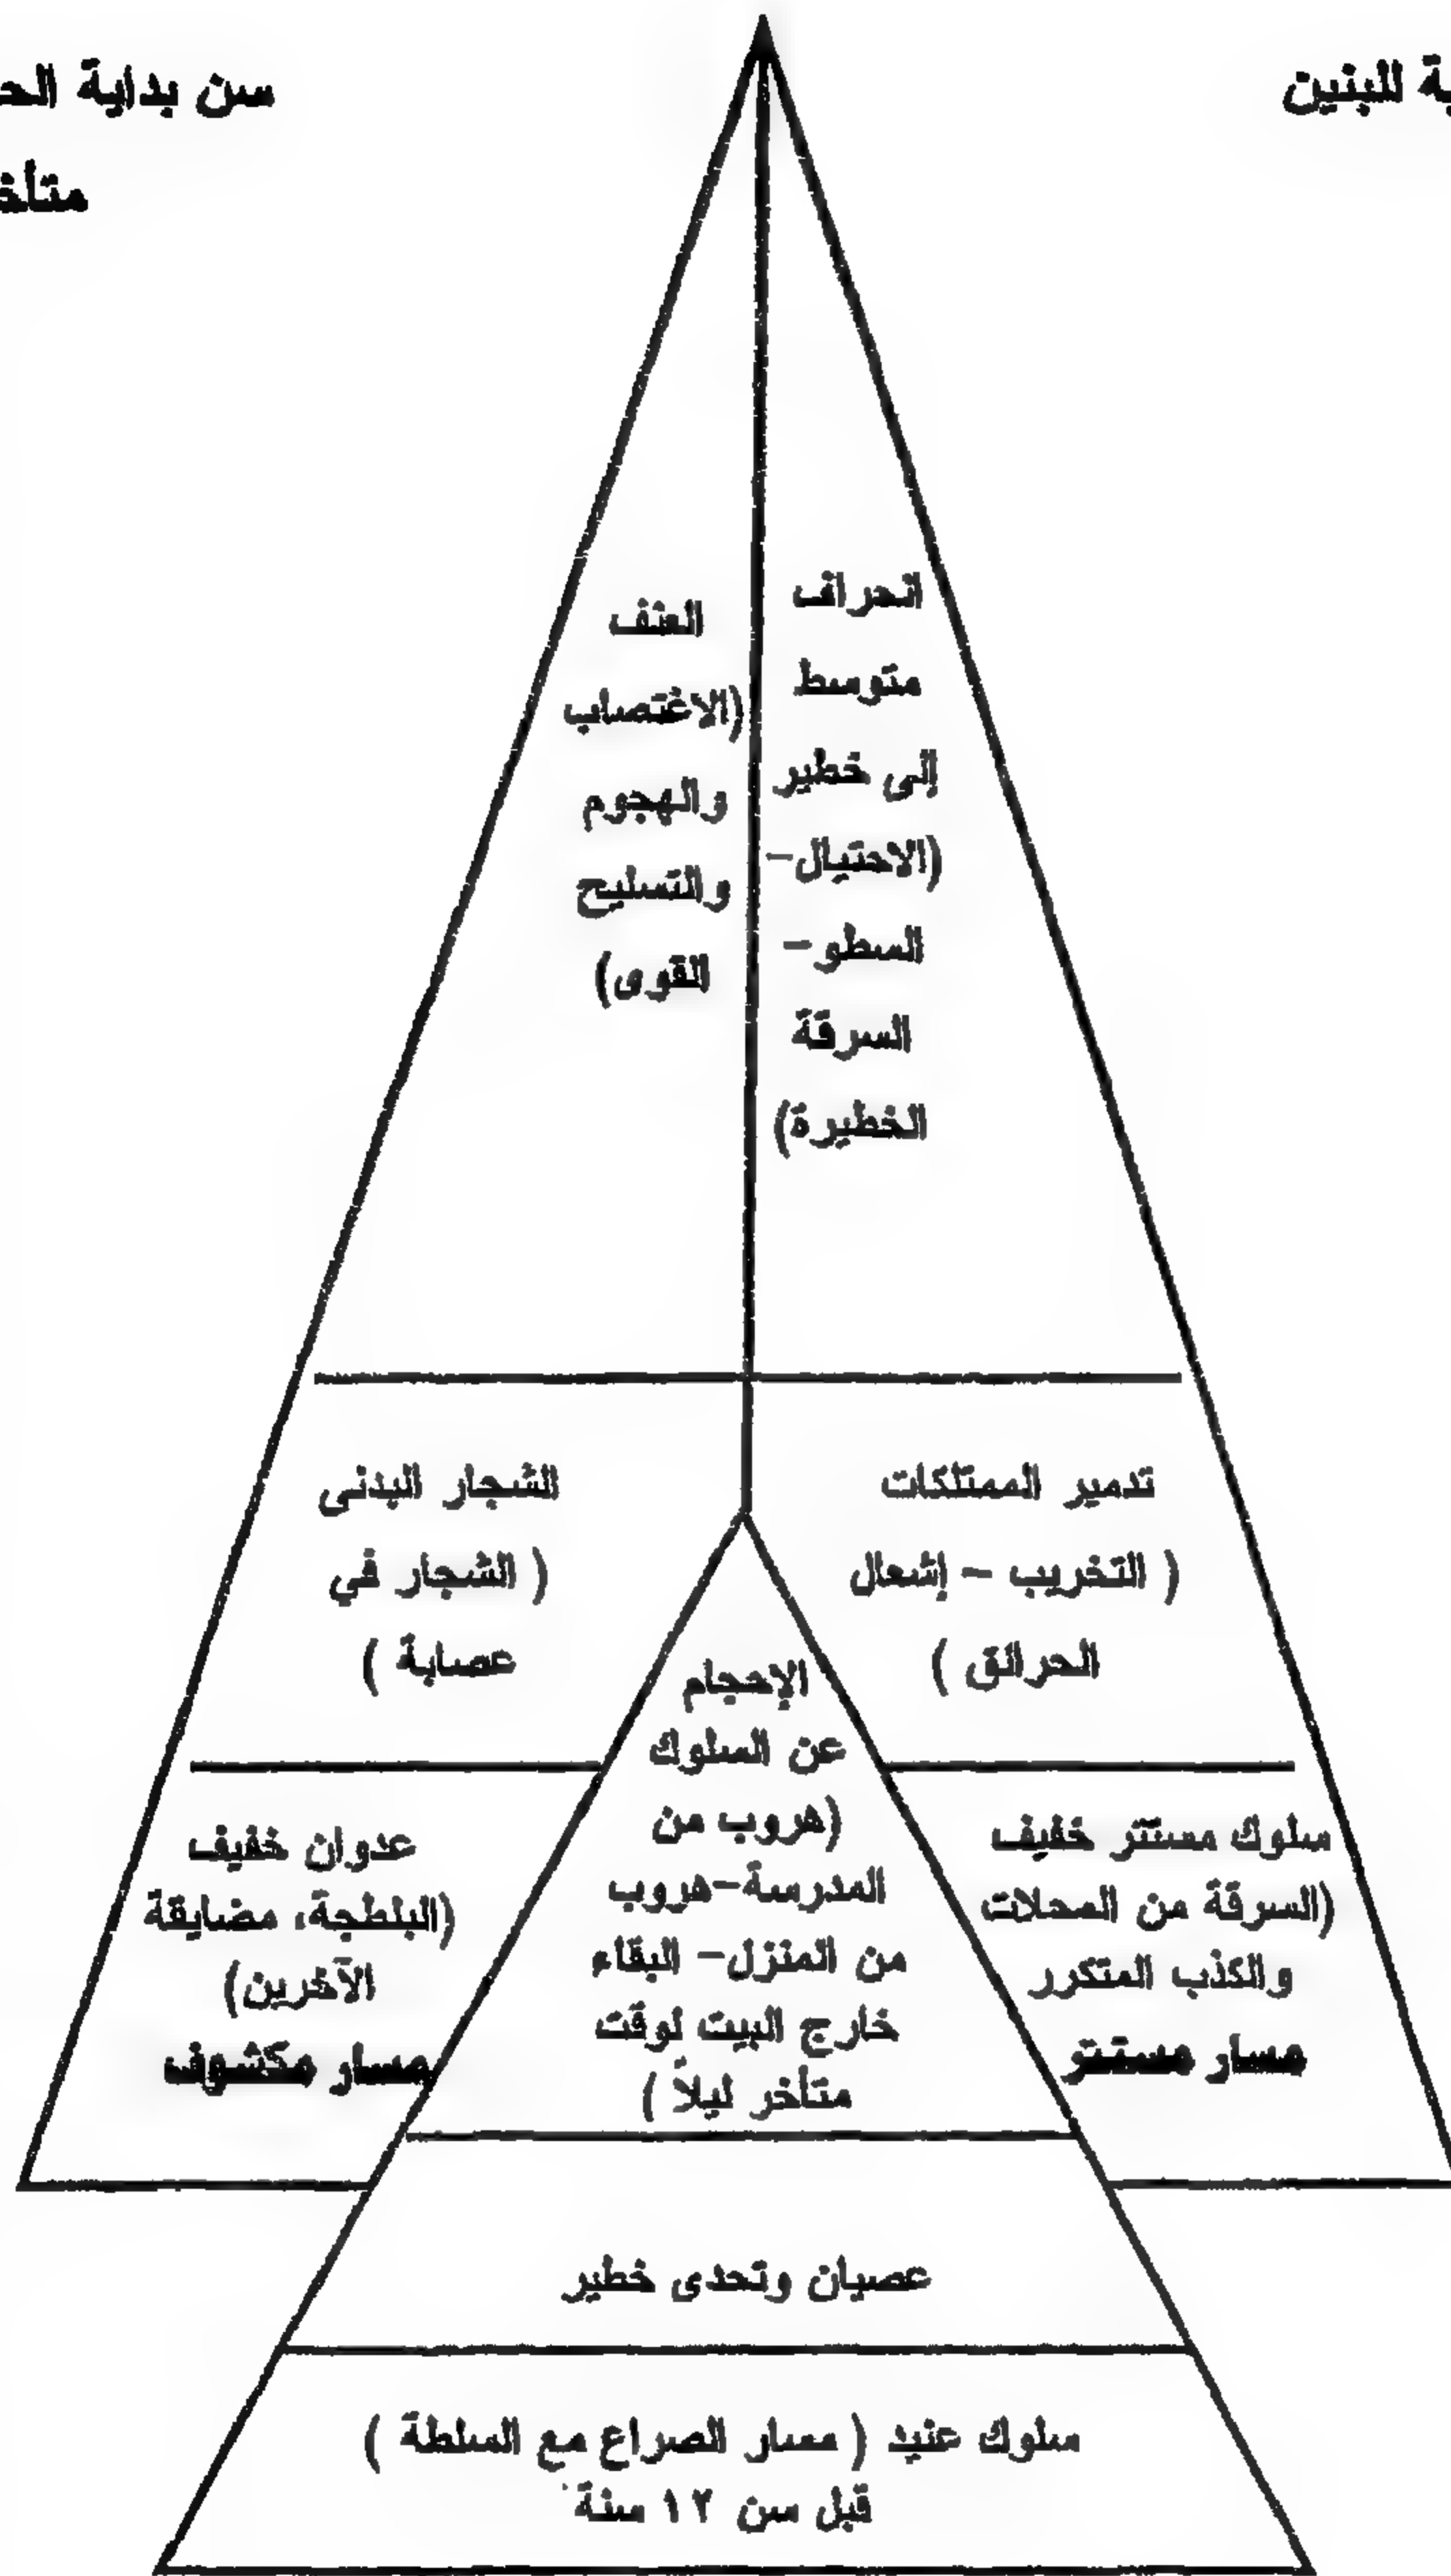 سن بداية
متأخ
للبنين
انحراف
متوسط
إلى خطير
(الاحتيال-
السطو-
السرقة
الخطيرة)
العنف
(الاغتصاب
والهجوم
والتسليح
القوى)
تدمير الممتلكات
( التخريب - إشعال
الحرائق )
الشجار البدنى
( الشجار في
عصابة )
الإحجام
عن السلوك
(هروب من
المدرسة-هروب
من المنزل- البقاء
خارج البيت لوقت
متأخر ليلاً )
سلوك مستتر خفيف
(السرقة من المحلات
والكذب المتكرر
مسار مستتر
عدوان خفيف
(البلطجة، مضايقة
الآخرين)
مسار مكشوف
عصيان وتحدى خطير
سلوك عنيد ( مسار الصراع مع السلطة )
قبل سن ١٢ سنة